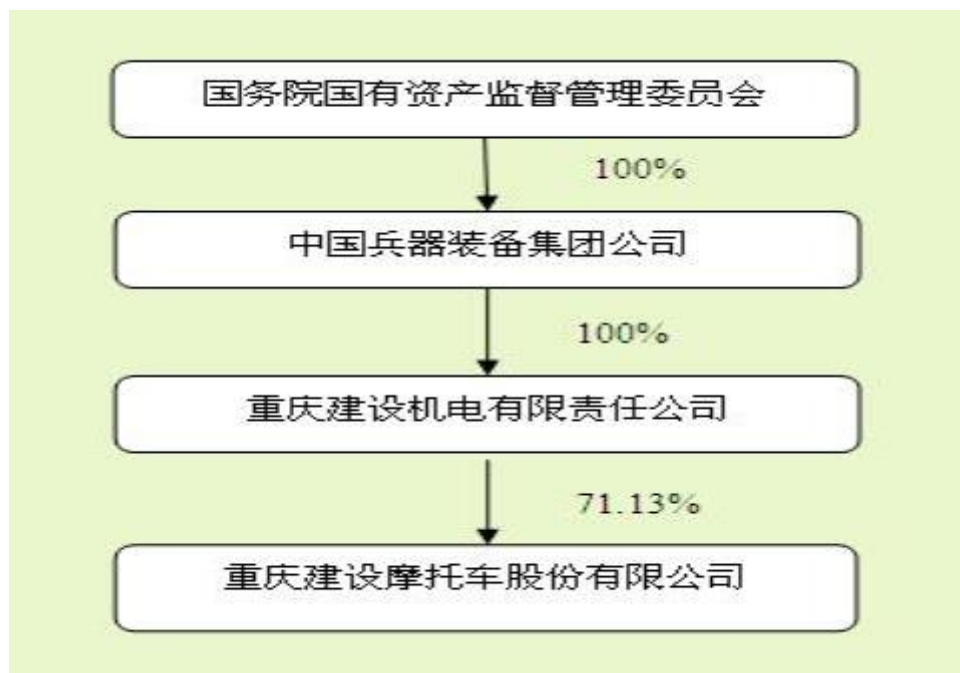 国务院国有资产监督管理委员会
100%
中国兵器装备集团公司
100%
重庆建设机电有限责任公司
71.13%
重庆建设摩托车股份有限公司